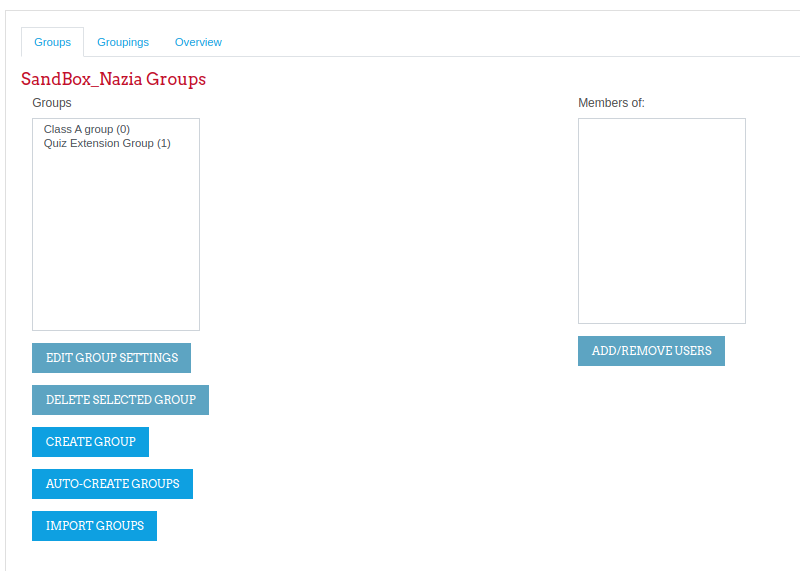 Groups Groupings Overview
SandBox_Nazia Groups
Groups
Class A group (0)
Quiz Extension Group (1)
EDIT GROUP SETTINGS
DELETE SELECTED GROUP
CREATE GROUP
AUTO-CREATE GROUPS
IMPORT GROUPS
Members of:
ADD/REMOVE USERS